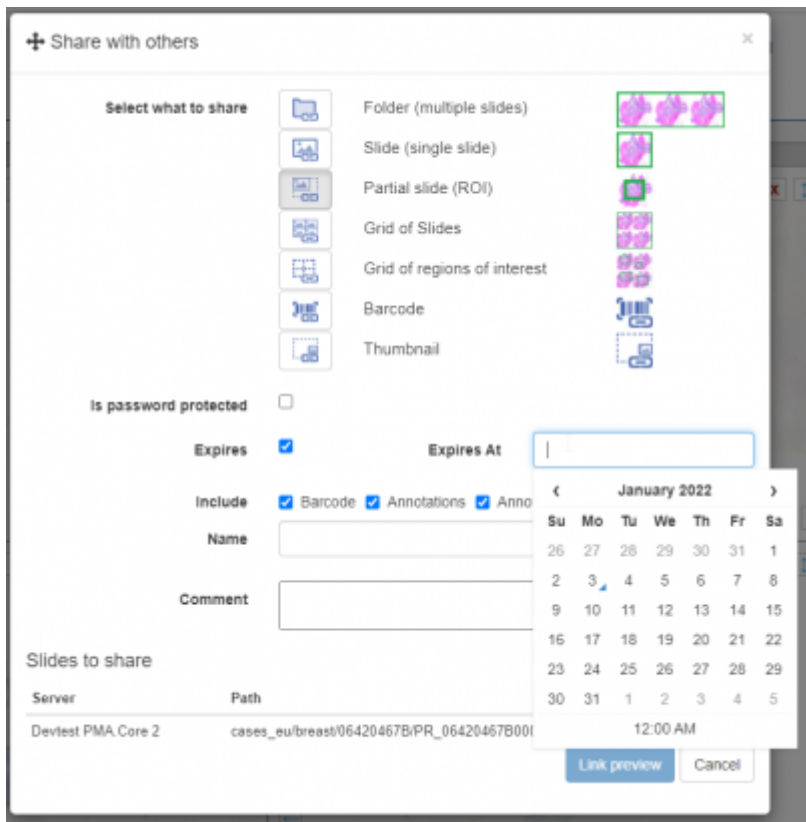 Share with others ×
Select what to share
Folder (multiple slides)
Slide (single slide)
Partial slide (ROI)
Grid of Slides
Grid of regions of interest
Barcode
Thumbnail
Is password protected
Expires Expires At
Include Barcode Annotations Anno
Name
Comment
January 2022
Su Mo Tu We Th Fr Sa
26 27 28 29 30 31 1
2 3 4 5 6 7 8
9 10 11 12 13 14 15
16 17 18 19 20 21 22
23 24 25 26 27 28 29
30 31 1 2 3 4 5
12:00 AM
Slides to share
Server Path
Devtest PMA.Core 2 cases_eu/breast/06420467B/PR_06420467B00
Link preview Cancel